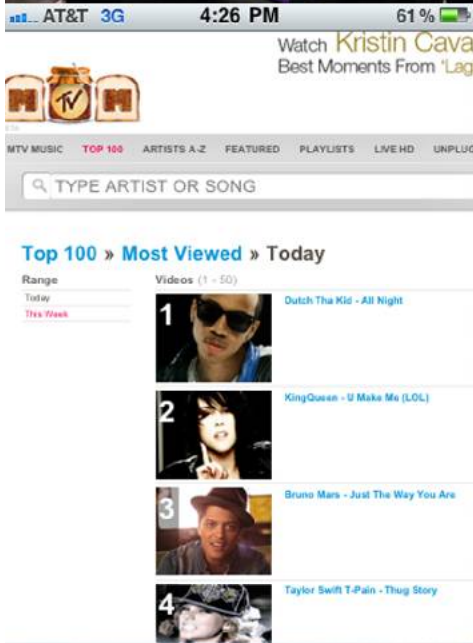 AT&T 3G 4:26 PM 61%
Watch Kristin Cava
Best Moments From 'Lag
M TV M
MTV MUSIC TOP 100 ARTISTS A-Z FEATURED PLAYLISTS LIVE HD UNPLUG
TYPE ARTIST OR SONG
Top 100 » Most Viewed » Today
Range
Today
This Week
Videos (1 - 50)
1
Dutch Tha Kid - All Night
2
KingQueen - U Make Me (LOL)
3
Bruno Mars - Just The Way You Are
4
Taylor Swift T-Pain - Thug Story